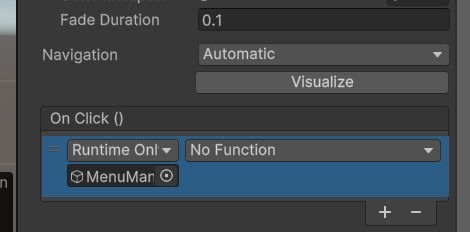 Fade Duration
0.1
Navigation
Automatic
Visualize
On Click ()
Runtime Onl
No Function
MenuMan